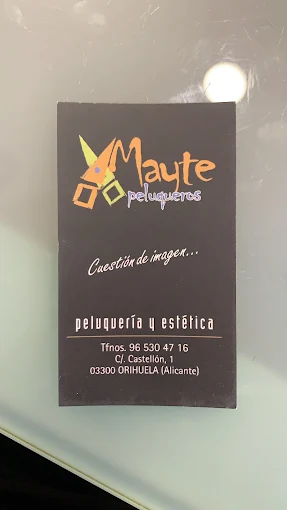 Mayte
peluqueros
Cuestión de imagen...
peluquería y estética
Tfnos. 96 530 47 16
C/. Castellón, 1
03300 ORIHUELA (Alicante)